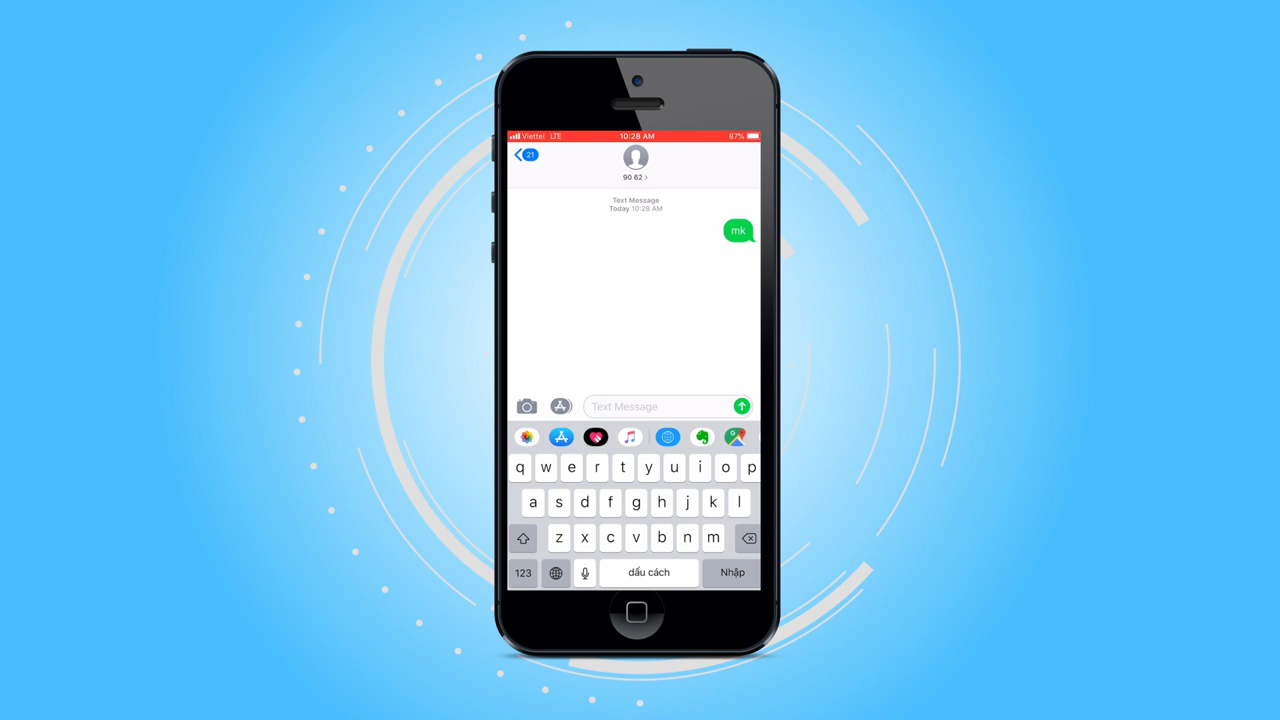 Viettel LTE 10:28 AM 87%
21
90 62 >
Text Message
Today 10:28 AM
mk
Text Message
q w e r t y u i o p
a s d f g h j k l
z x c v b n m
123 dấu cách Nhập